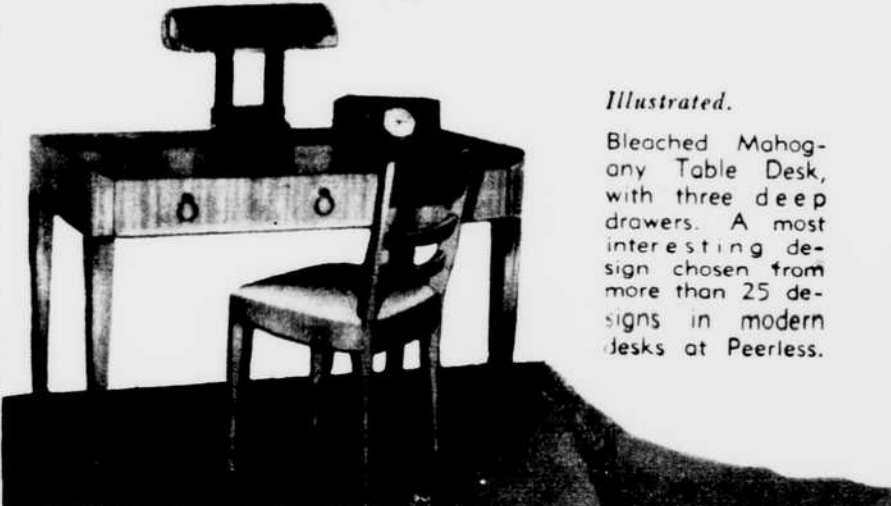 Illustrated.
Bleached Mahog-
any Table Desk,
with three deep
drawers. A most
interesting de-
sign chosen from
more than 25 de-
signs in modern
desks at Peerless.